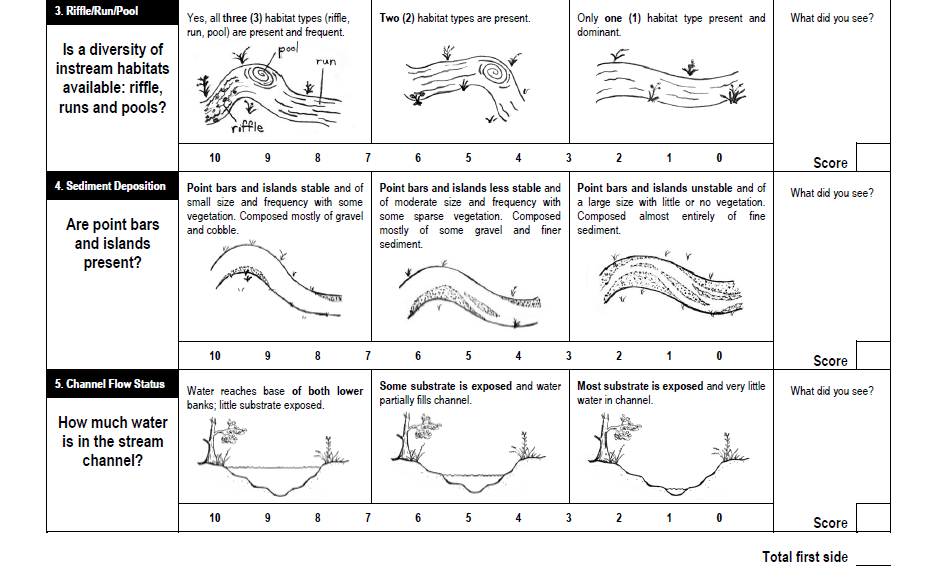 3. Riffle/Run/Pool
Is a diversity of
instream habitats
available: riffle,
runs and pools?
Yes, all three (3) habitat types (riffle,
run, pool) are present and frequent.
pool
run
riffle
Two (2) habitat types are present.
Only one (1) habitat type present and
dominant.
What did you see?
10 9 8 7 6 5 4 3 2 1 0
Score
4. Sediment Deposition
Are point bars
and islands
present?
Point bars and islands stable and of
small size and frequency with some
vegetation. Composed mostly of gravel
and cobble.
Point bars and islands less stable and
of moderate size and frequency with
some sparse vegetation. Composed
mostly of some gravel and finer
sediment.
Point bars and islands unstable and of
a large size with little or no vegetation.
Composed almost entirely of fine
sediment.
What did you see?
10 9 8 7 6 5 4 3 2 1 0
Score
5. Channel Flow Status
How much water
is in the stream
channel?
Water reaches base of both lower
banks; little substrate exposed.
Some substrate is exposed and water
partially fills channel.
Most substrate is exposed and very little
water in channel.
What did you see?
10 9 8 7 6 5 4 3 2 1 0
Score
Total first side